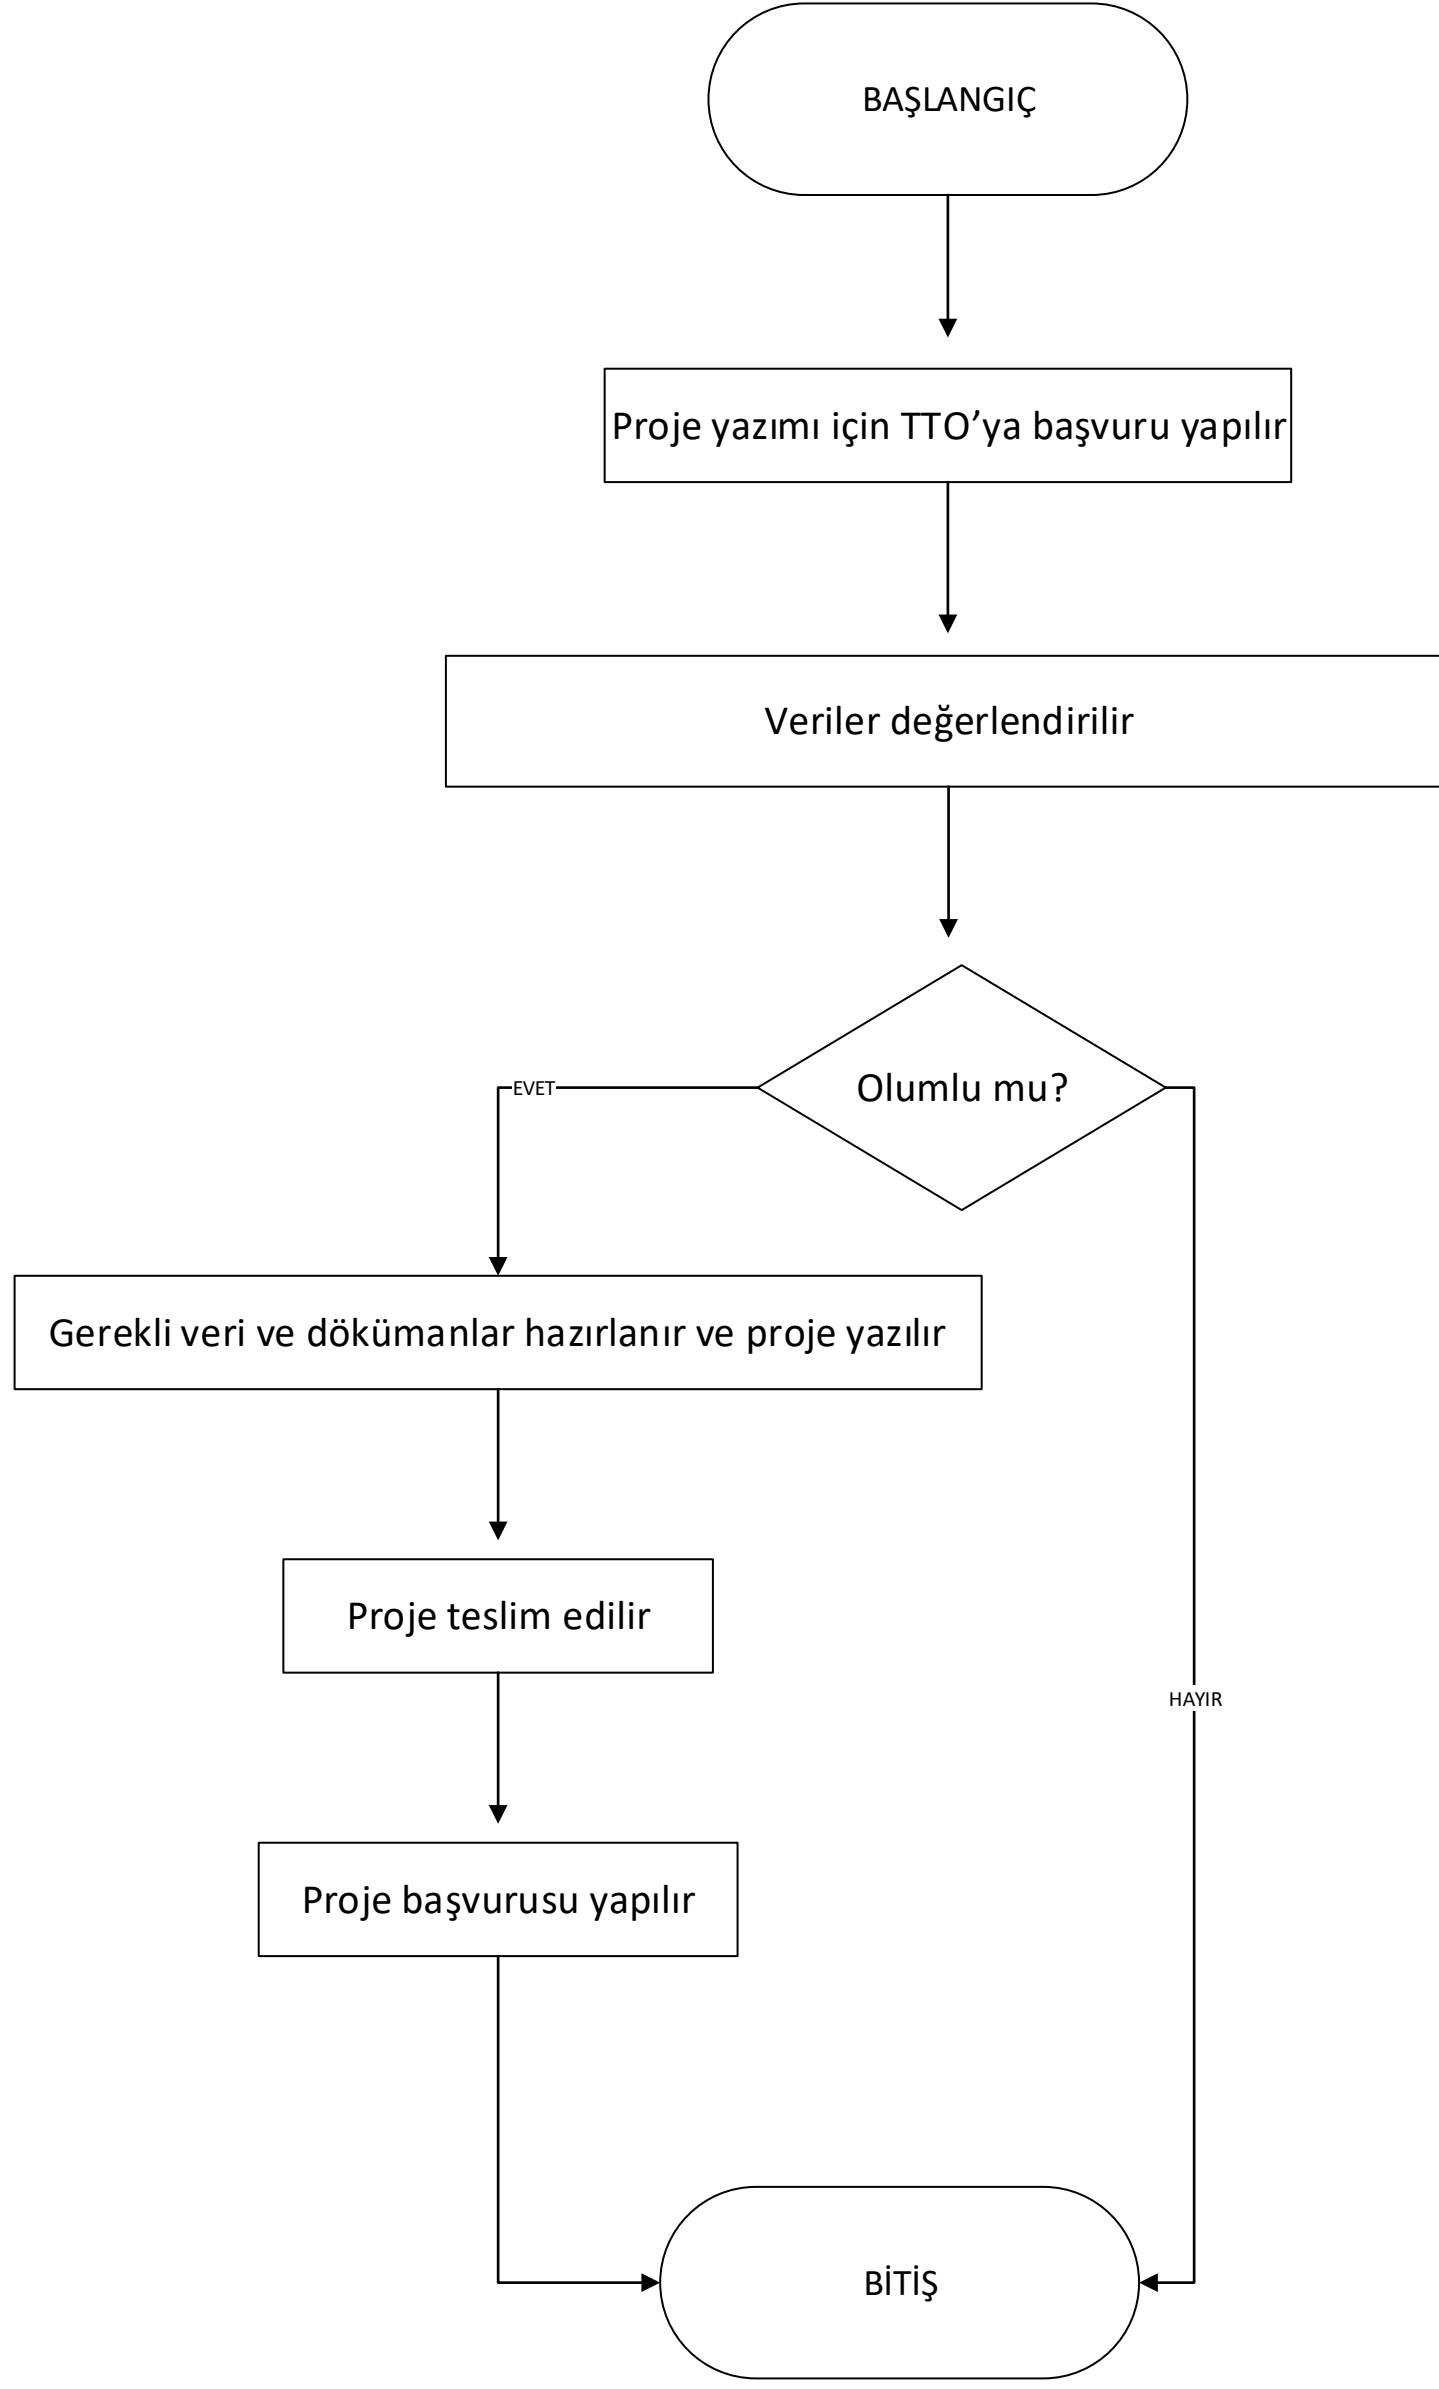 BAŞLANGIÇ
Proje yazımı için TTO’ya başvuru yapılır
Veriler değerlendirilir
Olumlu mu?
EVET
Gerekli veri ve dökümanlar hazırlanır ve proje yazılır
Proje teslim edilir
HAYIR
Proje başvurusu yapılır
BİTİŞ